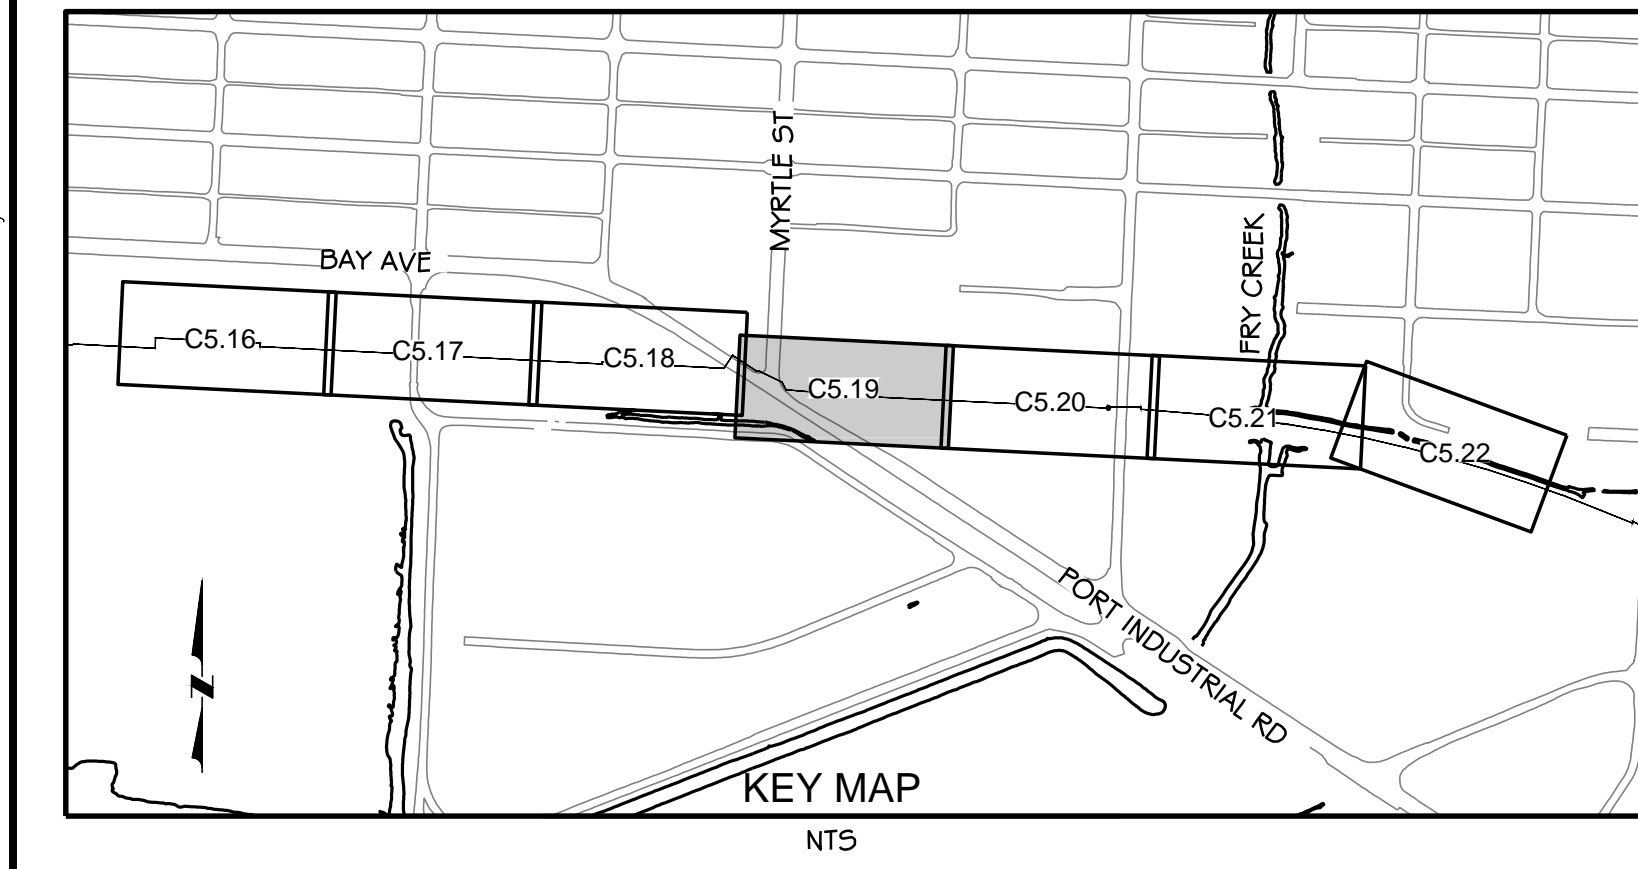 MYRTLE ST
BAY AVE
FRY CREEK
C5.16
C5.17
C5.18
C5.19
C5.20
C5.21
C5.22
PORT INDUSTRIAL RD
N
KEY MAP
NTS